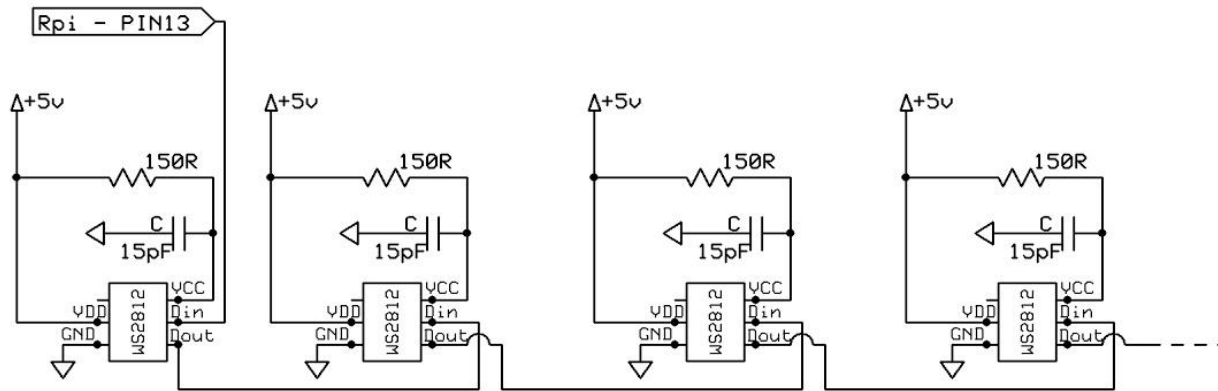 Rpi - PIN13
+5v
150R
C
15pF
VCC
VDD
Din
GND
Dout
WS2812
+5v
150R
C
15pF
VCC
VDD
Din
GND
Dout
WS2812
+5v
150R
C
15pF
VCC
VDD
Din
GND
Dout
WS2812
+5v
150R
C
15pF
VCC
VDD
Din
GND
Dout
WS2812